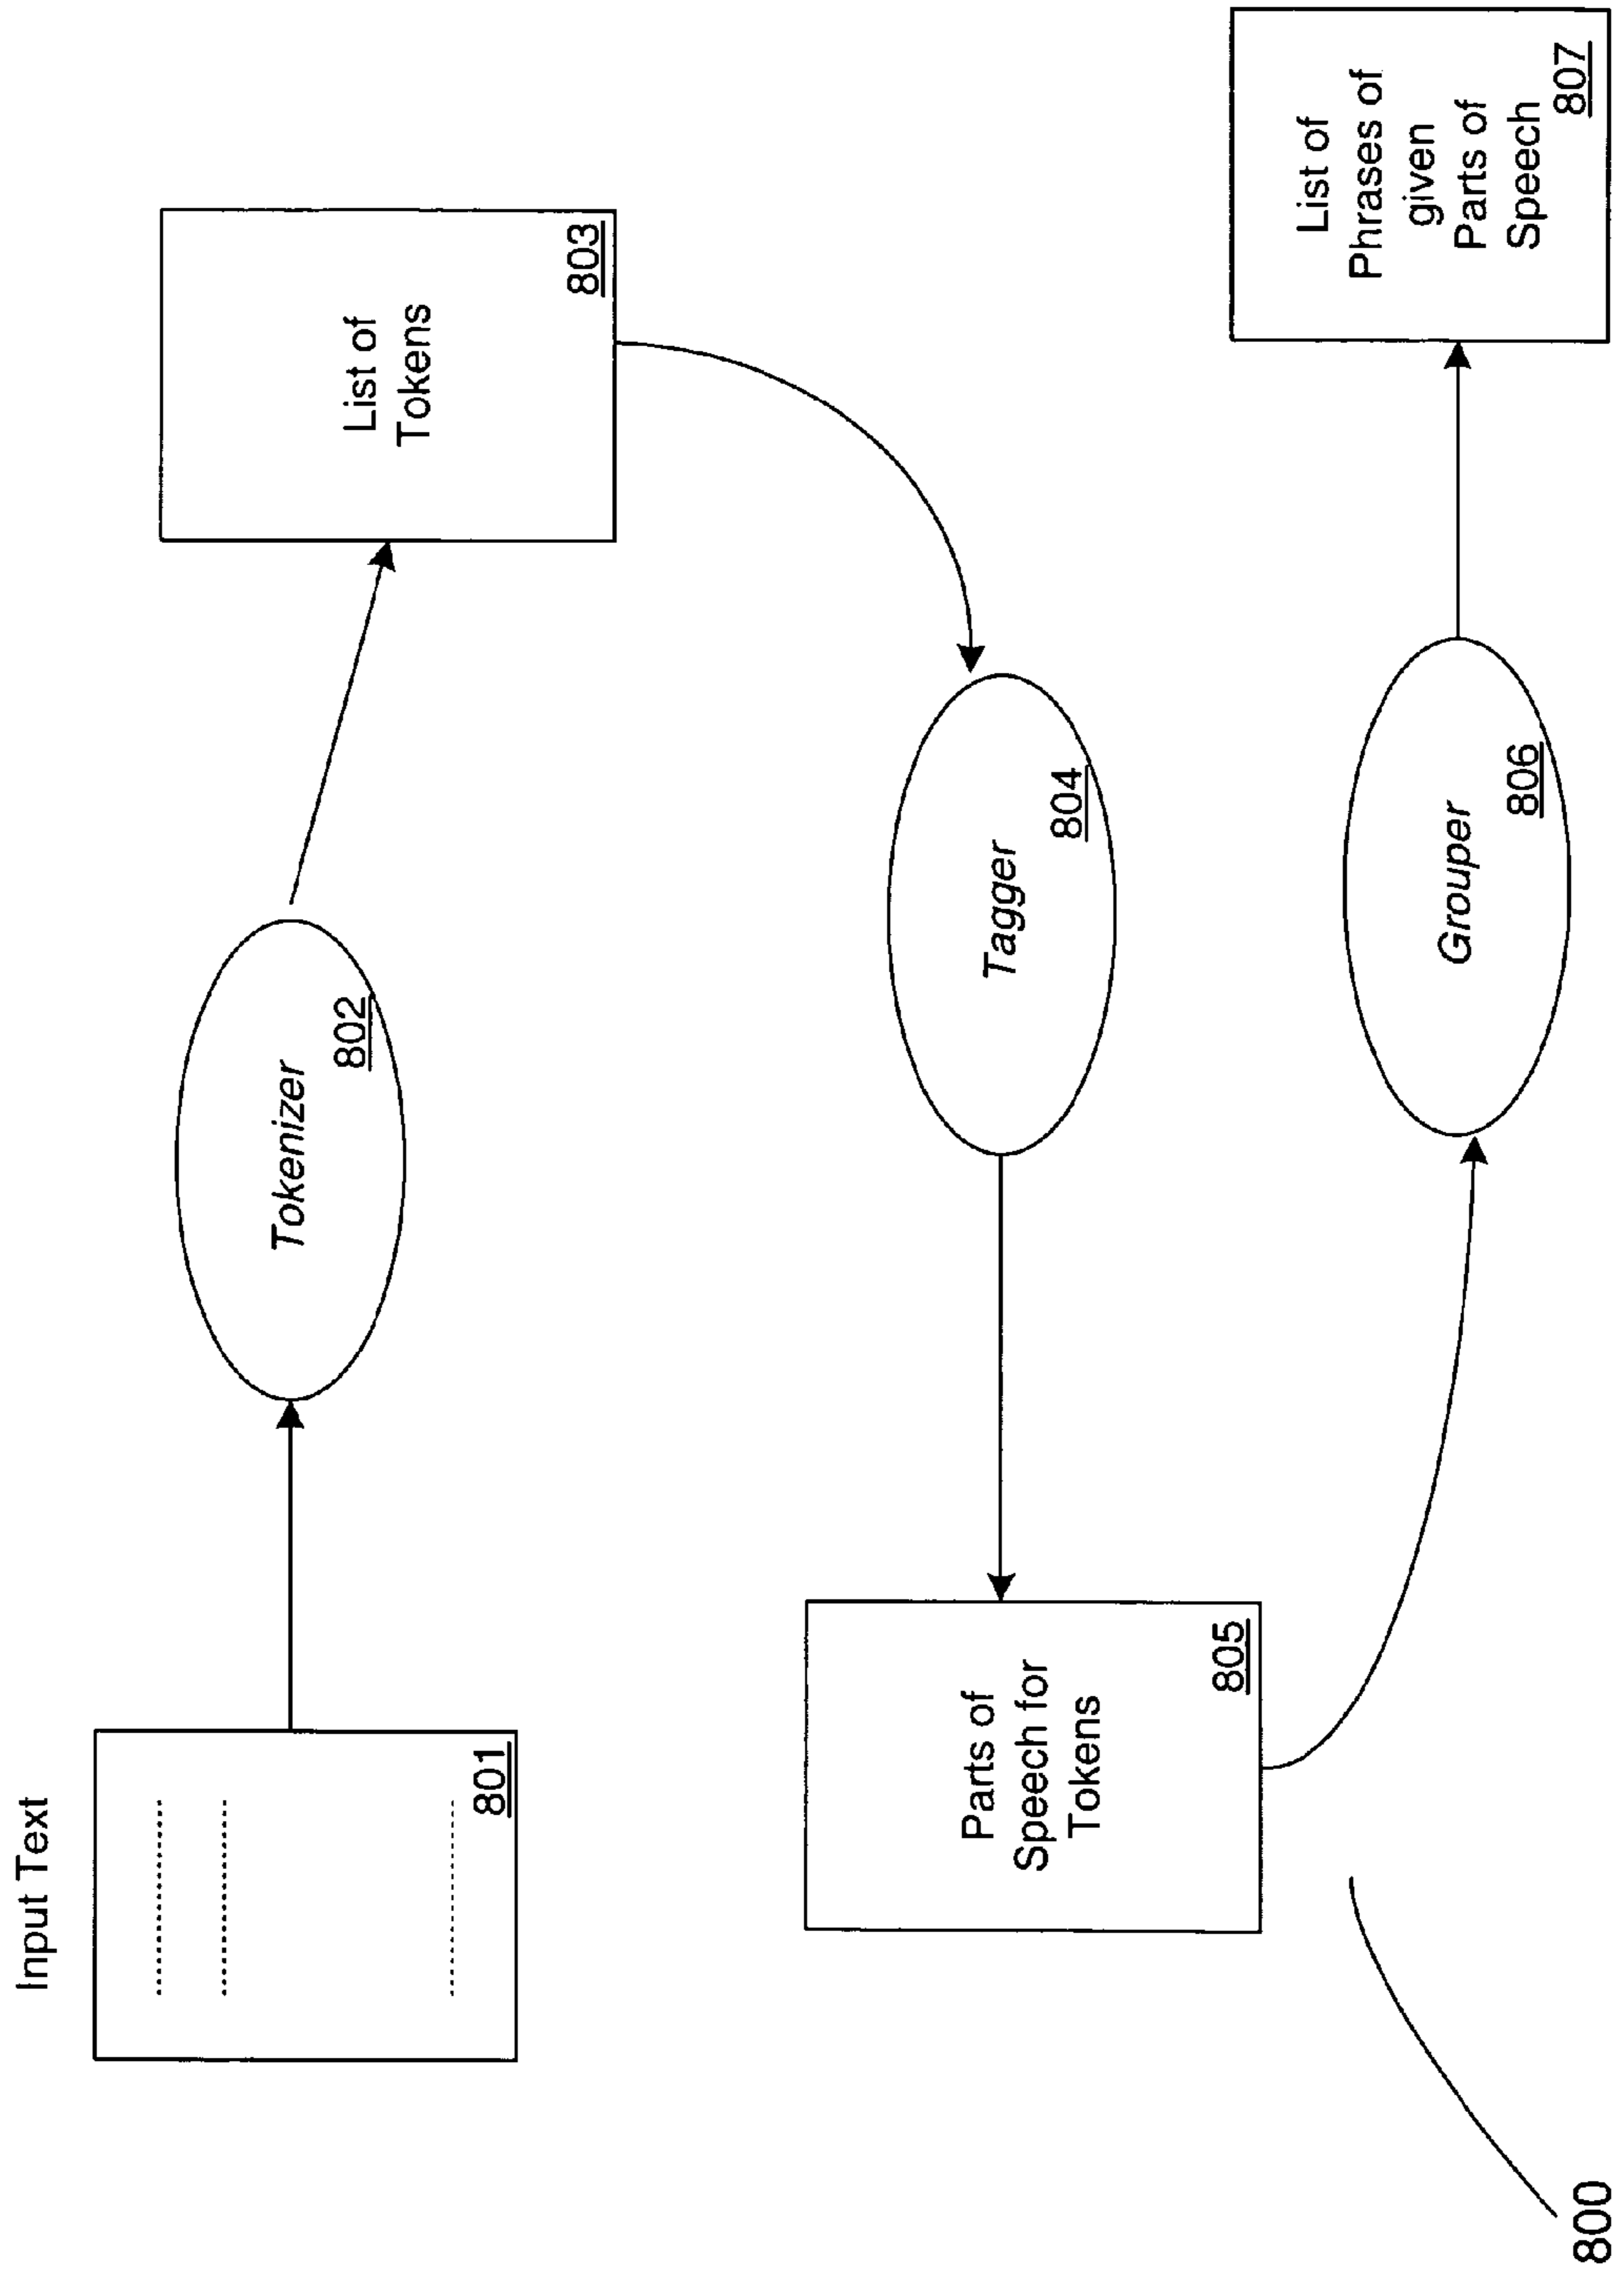 Input Text
801
Tokenizer
802
List of
Tokens
803
Tagger
804
Parts of
Speech for
Tokens
805
Grouper
806
List of
Phrases of
given
Parts of
Speech
807
800